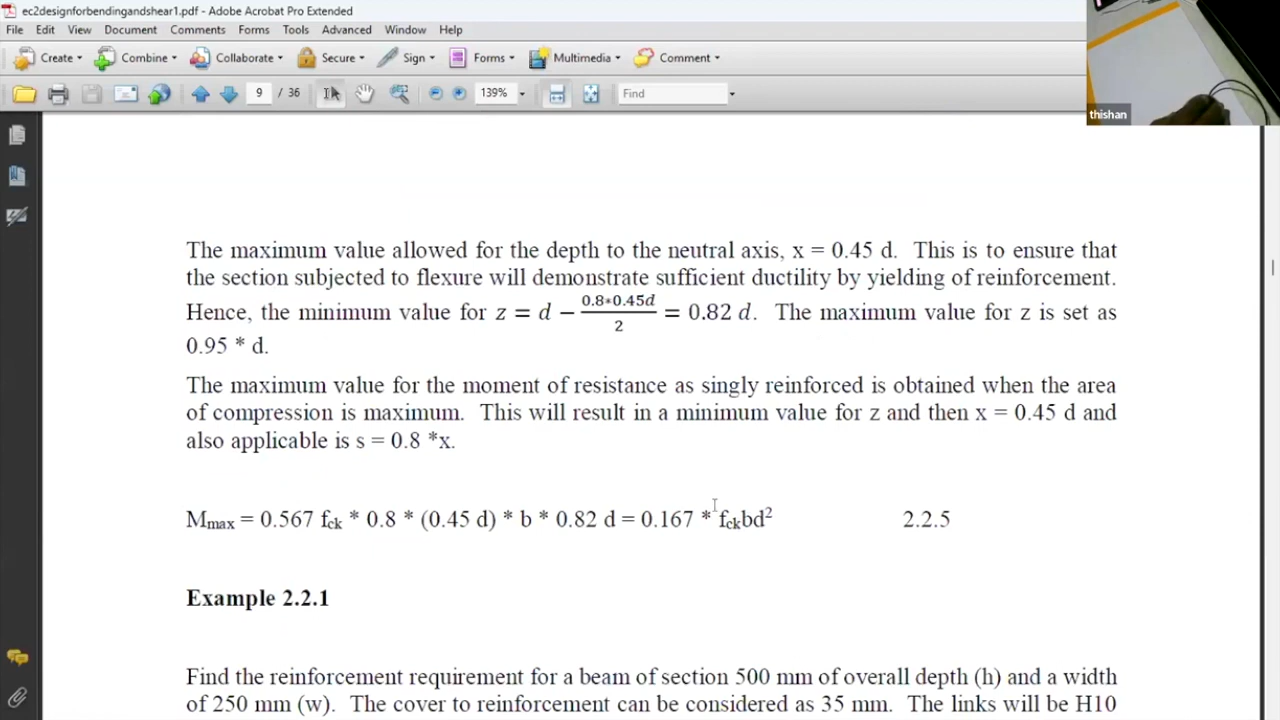 ec2designforbendingandshear1.pdf - Adobe Acrobat Pro Extended
File Edit View Document Comments Forms Tools Advanced Window Help
Create Combine Collaborate Secure Sign Forms Multimedia Comment
9 / 36 139% Find
thishan
The maximum value allowed for the depth to the neutral axis, x = 0.45 d. This is to ensure that
the section subjected to flexure will demonstrate sufficient ductility by yielding of reinforcement.
Hence, the minimum value for z = d − 0.8*0.45d / 2 = 0.82 d. The maximum value for z is set as
0.95 * d.
The maximum value for the moment of resistance as singly reinforced is obtained when the area
of compression is maximum. This will result in a minimum value for z and then x = 0.45 d and
also applicable is s = 0.8 *x.
Mmax = 0.567 fck * 0.8 * (0.45 d) * b * 0.82 d = 0.167 * fckbd² 2.2.5
Example 2.2.1
Find the reinforcement requirement for a beam of section 500 mm of overall depth (h) and a width
of 250 mm (w). The cover to reinforcement can be considered as 35 mm. The links will be H10